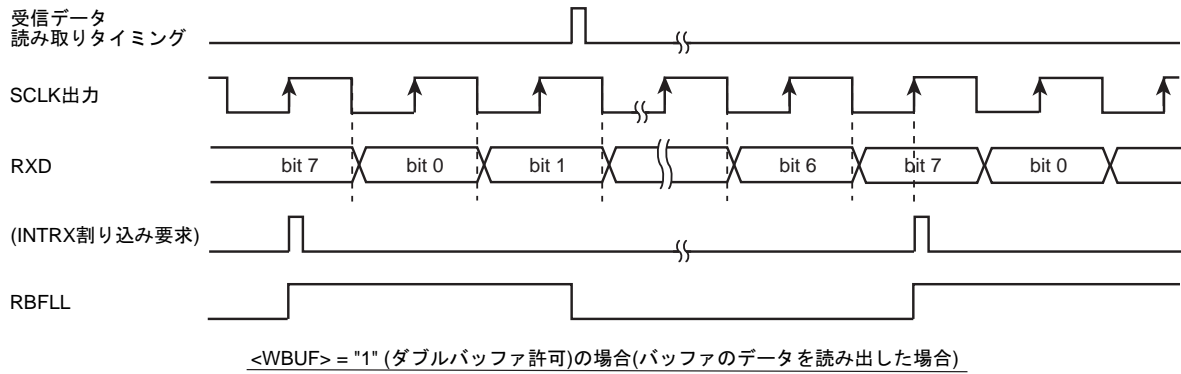 受信データ
読み取りタイミング
SCLK出力
RXD
bit 7
bit 0
bit 1
bit 6
bit 7
bit 0
(INTRX割り込み要求)
RBFLL
<WBUF> = "1" (ダブルバッファ許可)の場合(バッファのデータを読み出した場合)